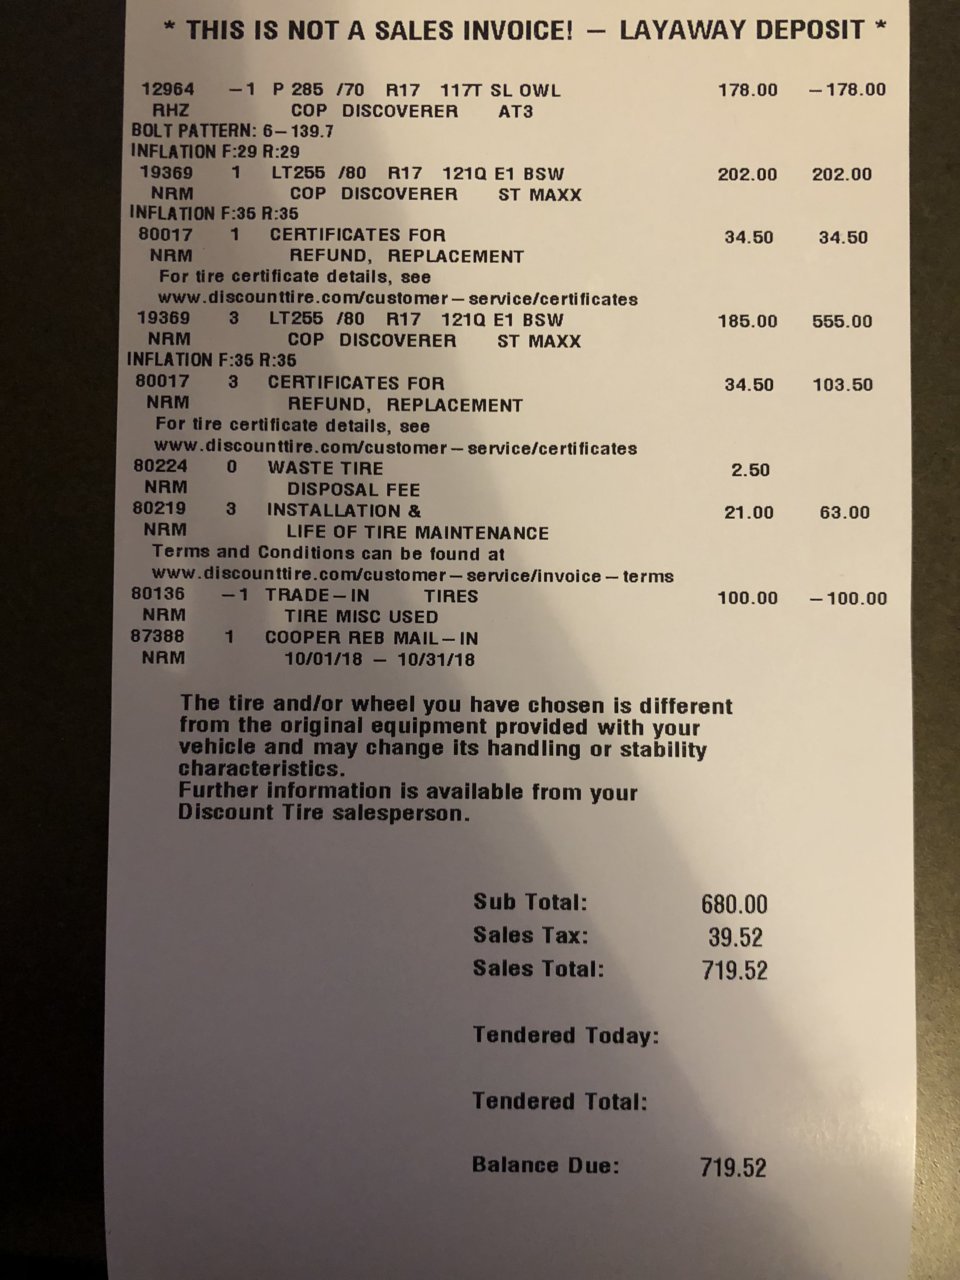 * THIS IS NOT A SALES INVOICE! – LAYAWAY DEPOSIT *
12964 –1 P 285 /70 R17 117T SL OWL 178.00 –178.00
RHZ COP DISCOVERER AT3
BOLT PATTERN: 6–139.7
INFLATION F:29 R:29
19369 1 LT255 /80 R17 121Q E1 BSW 202.00 202.00
NRM COP DISCOVERER ST MAXX
INFLATION F:35 R:35
80017 1 CERTIFICATES FOR 34.50 34.50
NRM REFUND, REPLACEMENT
For tire certificate details, see
www.discounttire.com/customer–service/certificates
19369 3 LT255 /80 R17 121Q E1 BSW 185.00 555.00
NRM COP DISCOVERER ST MAXX
INFLATION F:35 R:35
80017 3 CERTIFICATES FOR 34.50 103.50
NRM REFUND, REPLACEMENT
For tire certificate details, see
www.discounttire.com/customer–service/certificates
80224 0 WASTE TIRE 2.50
NRM DISPOSAL FEE
80219 3 INSTALLATION & 21.00 63.00
NRM LIFE OF TIRE MAINTENANCE
Terms and Conditions can be found at
www.discounttire.com/customer–service/invoice–terms
80136 –1 TRADE–IN TIRES 100.00 –100.00
NRM TIRE MISC USED
87388 1 COOPER REB MAIL–IN
NRM 10/01/18 – 10/31/18
The tire and/or wheel you have chosen is different
from the original equipment provided with your
vehicle and may change its handling or stability
characteristics.
Further information is available from your
Discount Tire salesperson.
Sub Total: 680.00
Sales Tax: 39.52
Sales Total: 719.52
Tendered Today:
Tendered Total:
Balance Due: 719.52